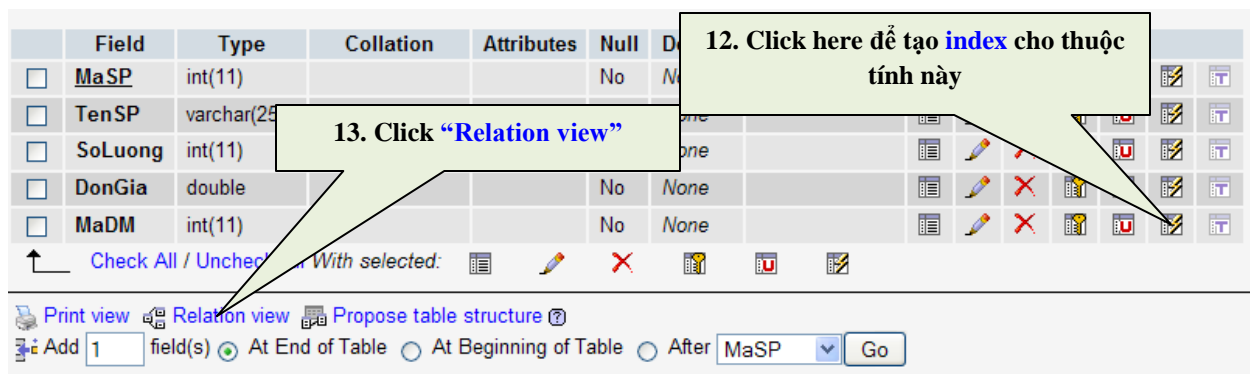 Field Type Collation Attributes Null
12. Click here để tạo index cho thuộc
tính này
MaSP int(11) No
TenSP varchar(25
13. Click “Relation view”
SoLuong int(11)
DonGia double No None
MaDM int(11) No None
Check All / With selected:
Print view Relation view Propose table structure
Add 1 field(s) At End of Table At Beginning of Table After MaSP Go